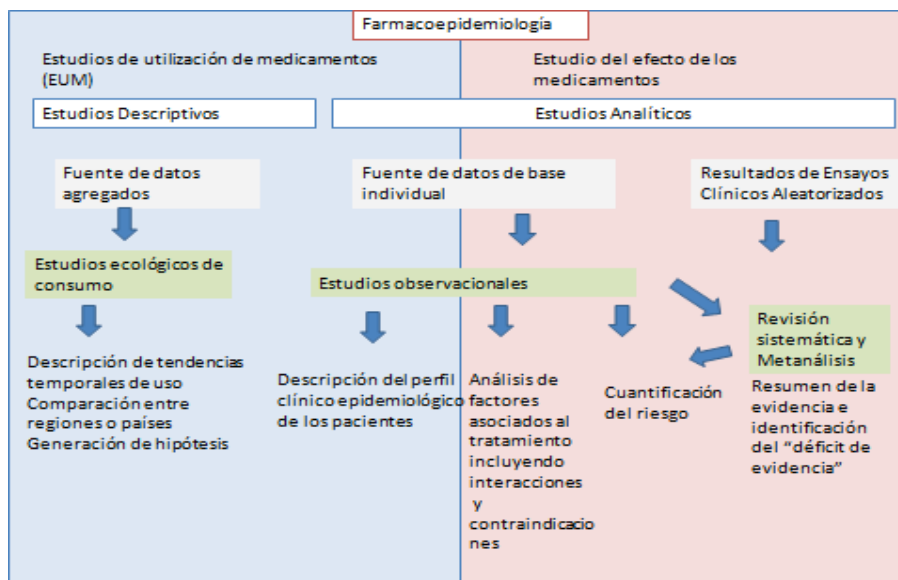 Farmacoepidemiología
Estudios de utilización de medicamentos
(EUM)
Estudio del efecto de los
medicamentos
Estudios Descriptivos
Estudios Analíticos
Fuente de datos
agregados
Fuente de datos de base
individual
Resultados de Ensayos
Clínicos Aleatorizados
Estudios ecológicos de
consumo
Estudios observacionales
Revisión
sistemática y
Metanálisis
Descripción de tendencias
temporales de uso
Comparación entre
regiones o países
Generación de hipótesis
Descripción del perfil
clínico epidemiológico
de los pacientes
Análisis de
factores
asociados al
tratamiento
incluyendo
interacciones
y
contraindicacio
nes
Cuantificación
del riesgo
Resumen de la
evidencia e
identificación
del “déficit de
evidencia”